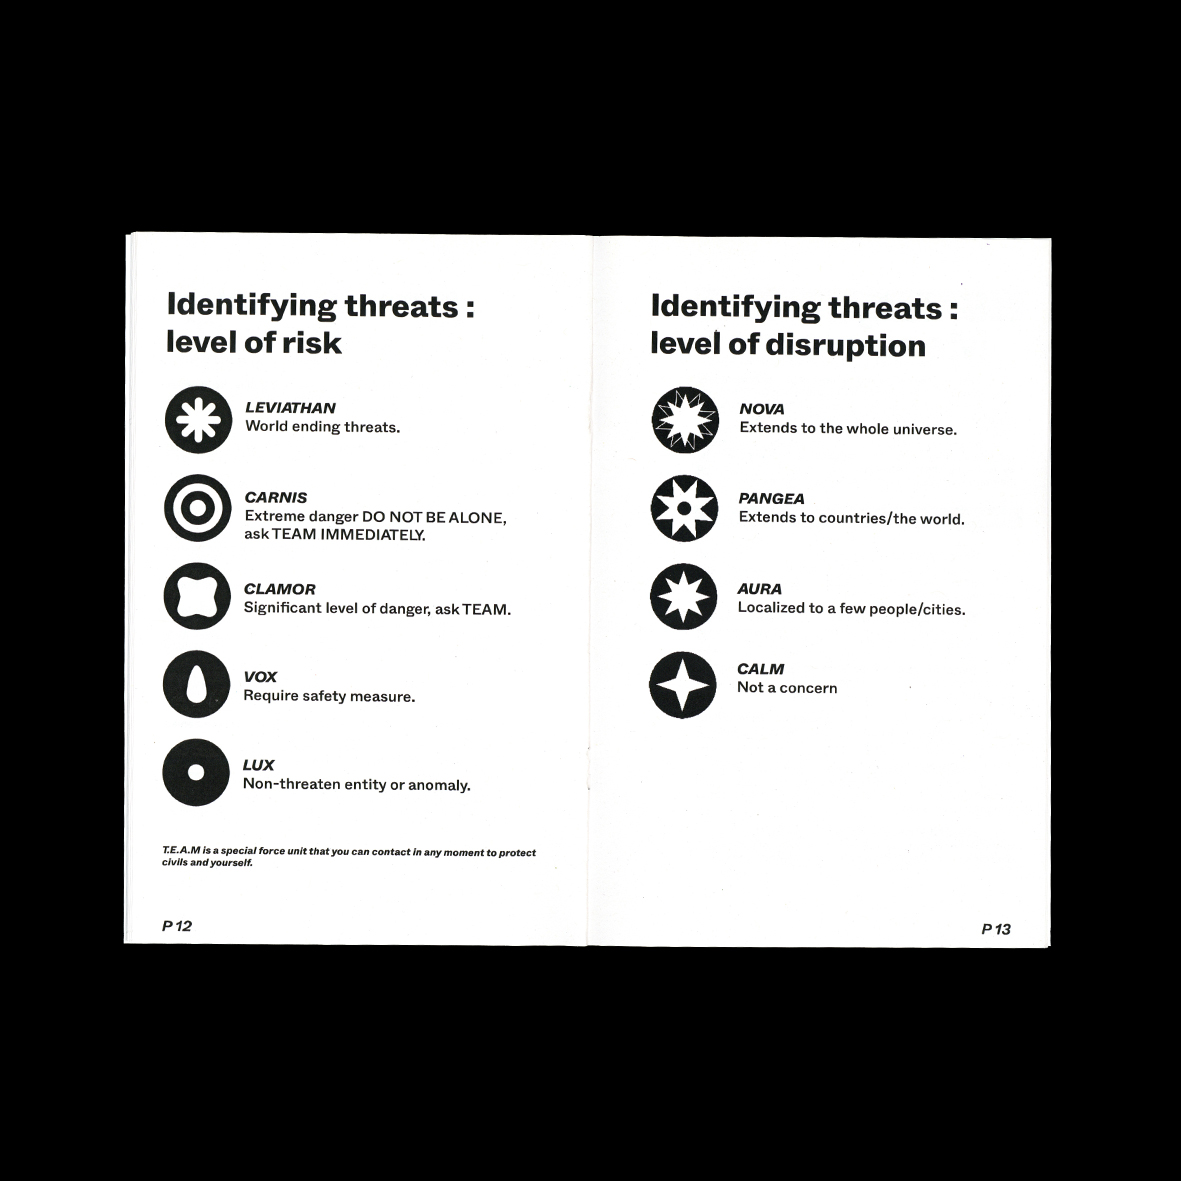 Identifying threats :
level of risk
LEVIATHAN
World ending threats.
CARNIS
Extreme danger DO NOT BE ALONE,
ask TEAM IMMEDIATELY.
CLAMOR
Significant level of danger, ask TEAM.
VOX
Require safety measure.
LUX
Non-threaten entity or anomaly.
T.E.A.M is a special force unit that you can contact in any moment to protect
civils and yourself.
P 12
Identifying threats :
level of disruption
NOVA
Extends to the whole universe.
PANGEA
Extends to countries/the world.
AURA
Localized to a few people/cities.
CALM
Not a concern
P 13